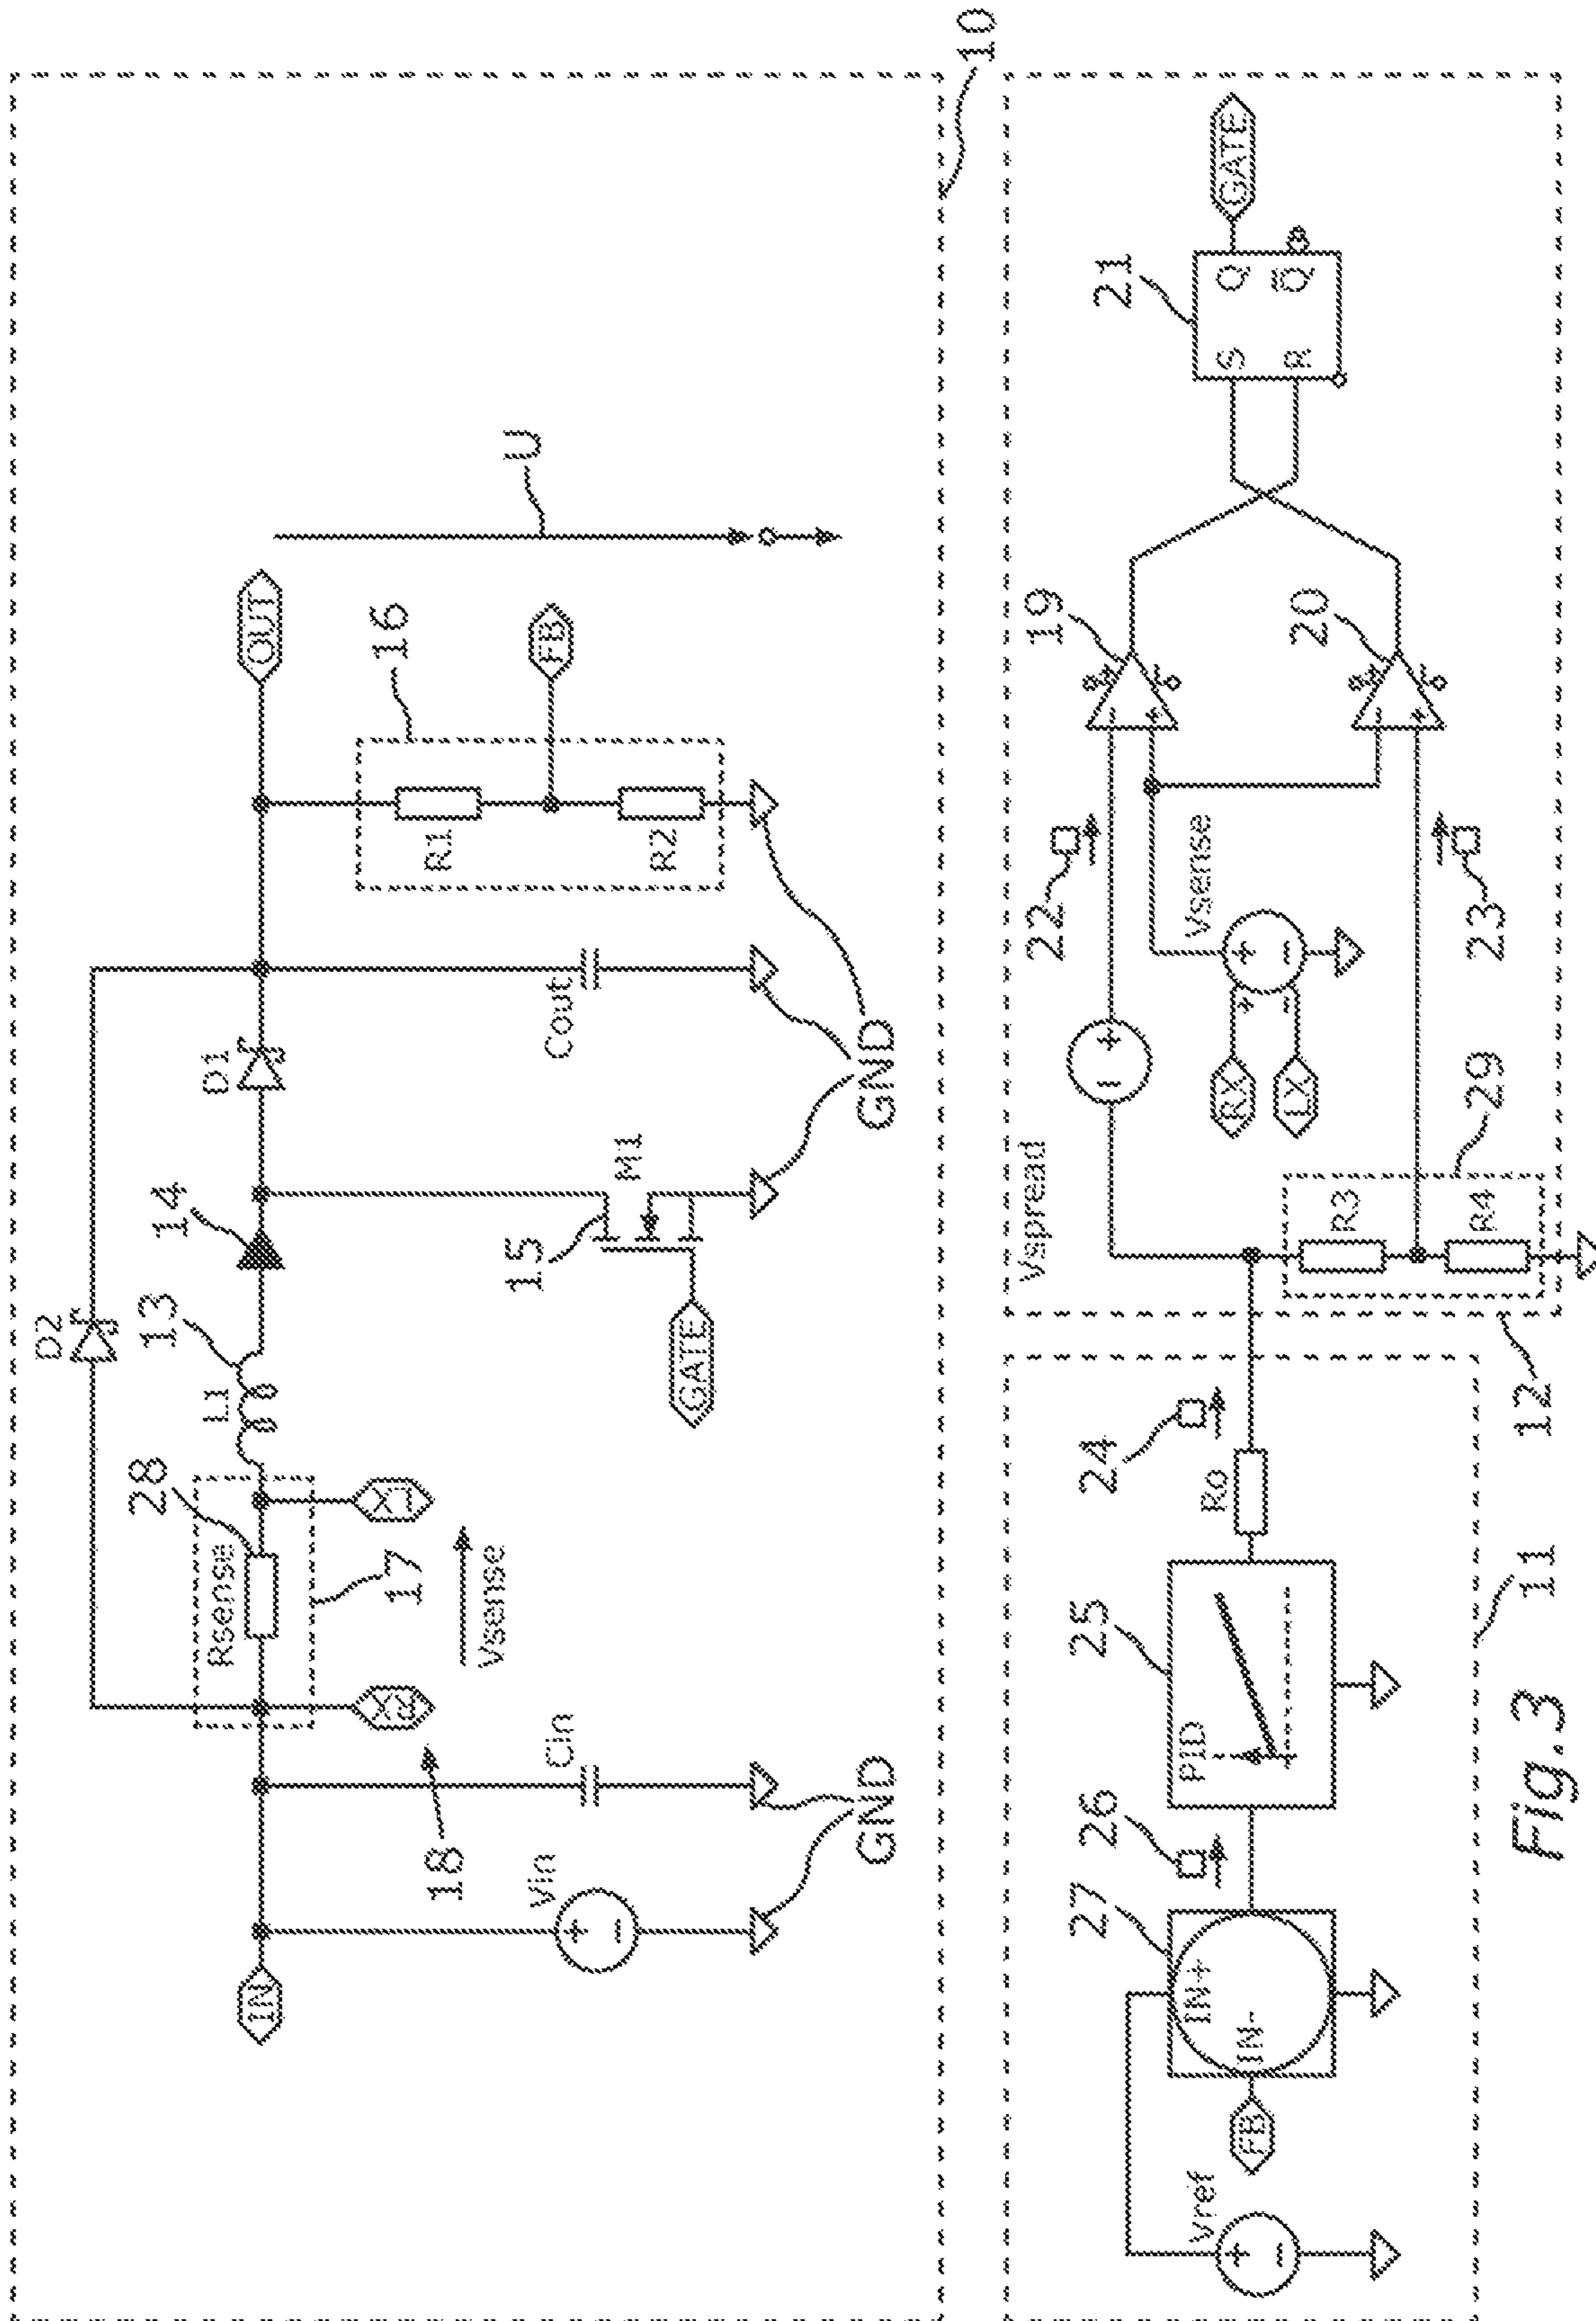 10
D2
D1
IN
Rsense
28
L1
13
14
OUT
17
RX
LX
Vsense
18
Vin
Cin
GATE
15
M1
Cout
R1
R2
16
FB
U
GND
GND
Vref
FB
IN+
IN-
27
26
PID
25
Ro
24
11
12
Vspread
R3
R4
29
RX
LX
Vsense
22
23
19
20
21
S
R
Q
Q̅
GATE
Fig.3